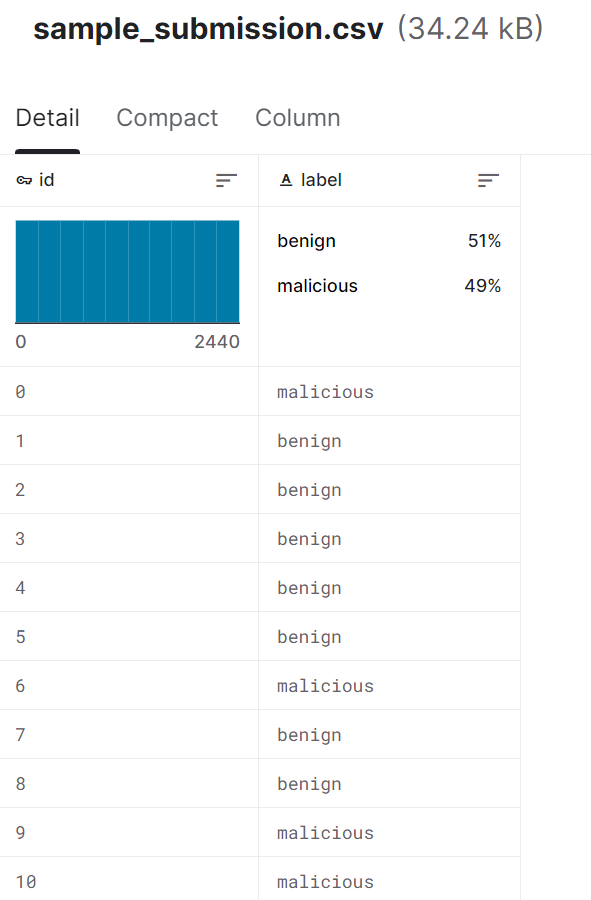 sample_submission.csv (34.24 kB)
Detail Compact Column
id label
benign 51%
malicious 49%
0 2440
0 malicious
1 benign
2 benign
3 benign
4 benign
5 benign
6 malicious
7 benign
8 benign
9 malicious
10 malicious